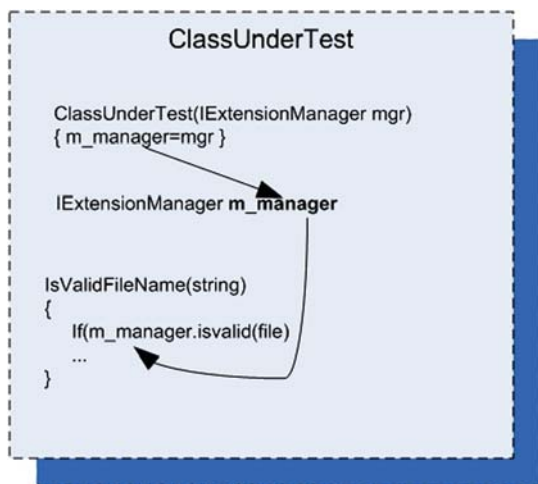 ClassUnderTest
ClassUnderTest(IExtensionManager mgr)
{ m_manager=mgr }
IExtensionManager m_manager
IsValidFileName(string)
{
If(m_manager.isvalid(file)
...
}